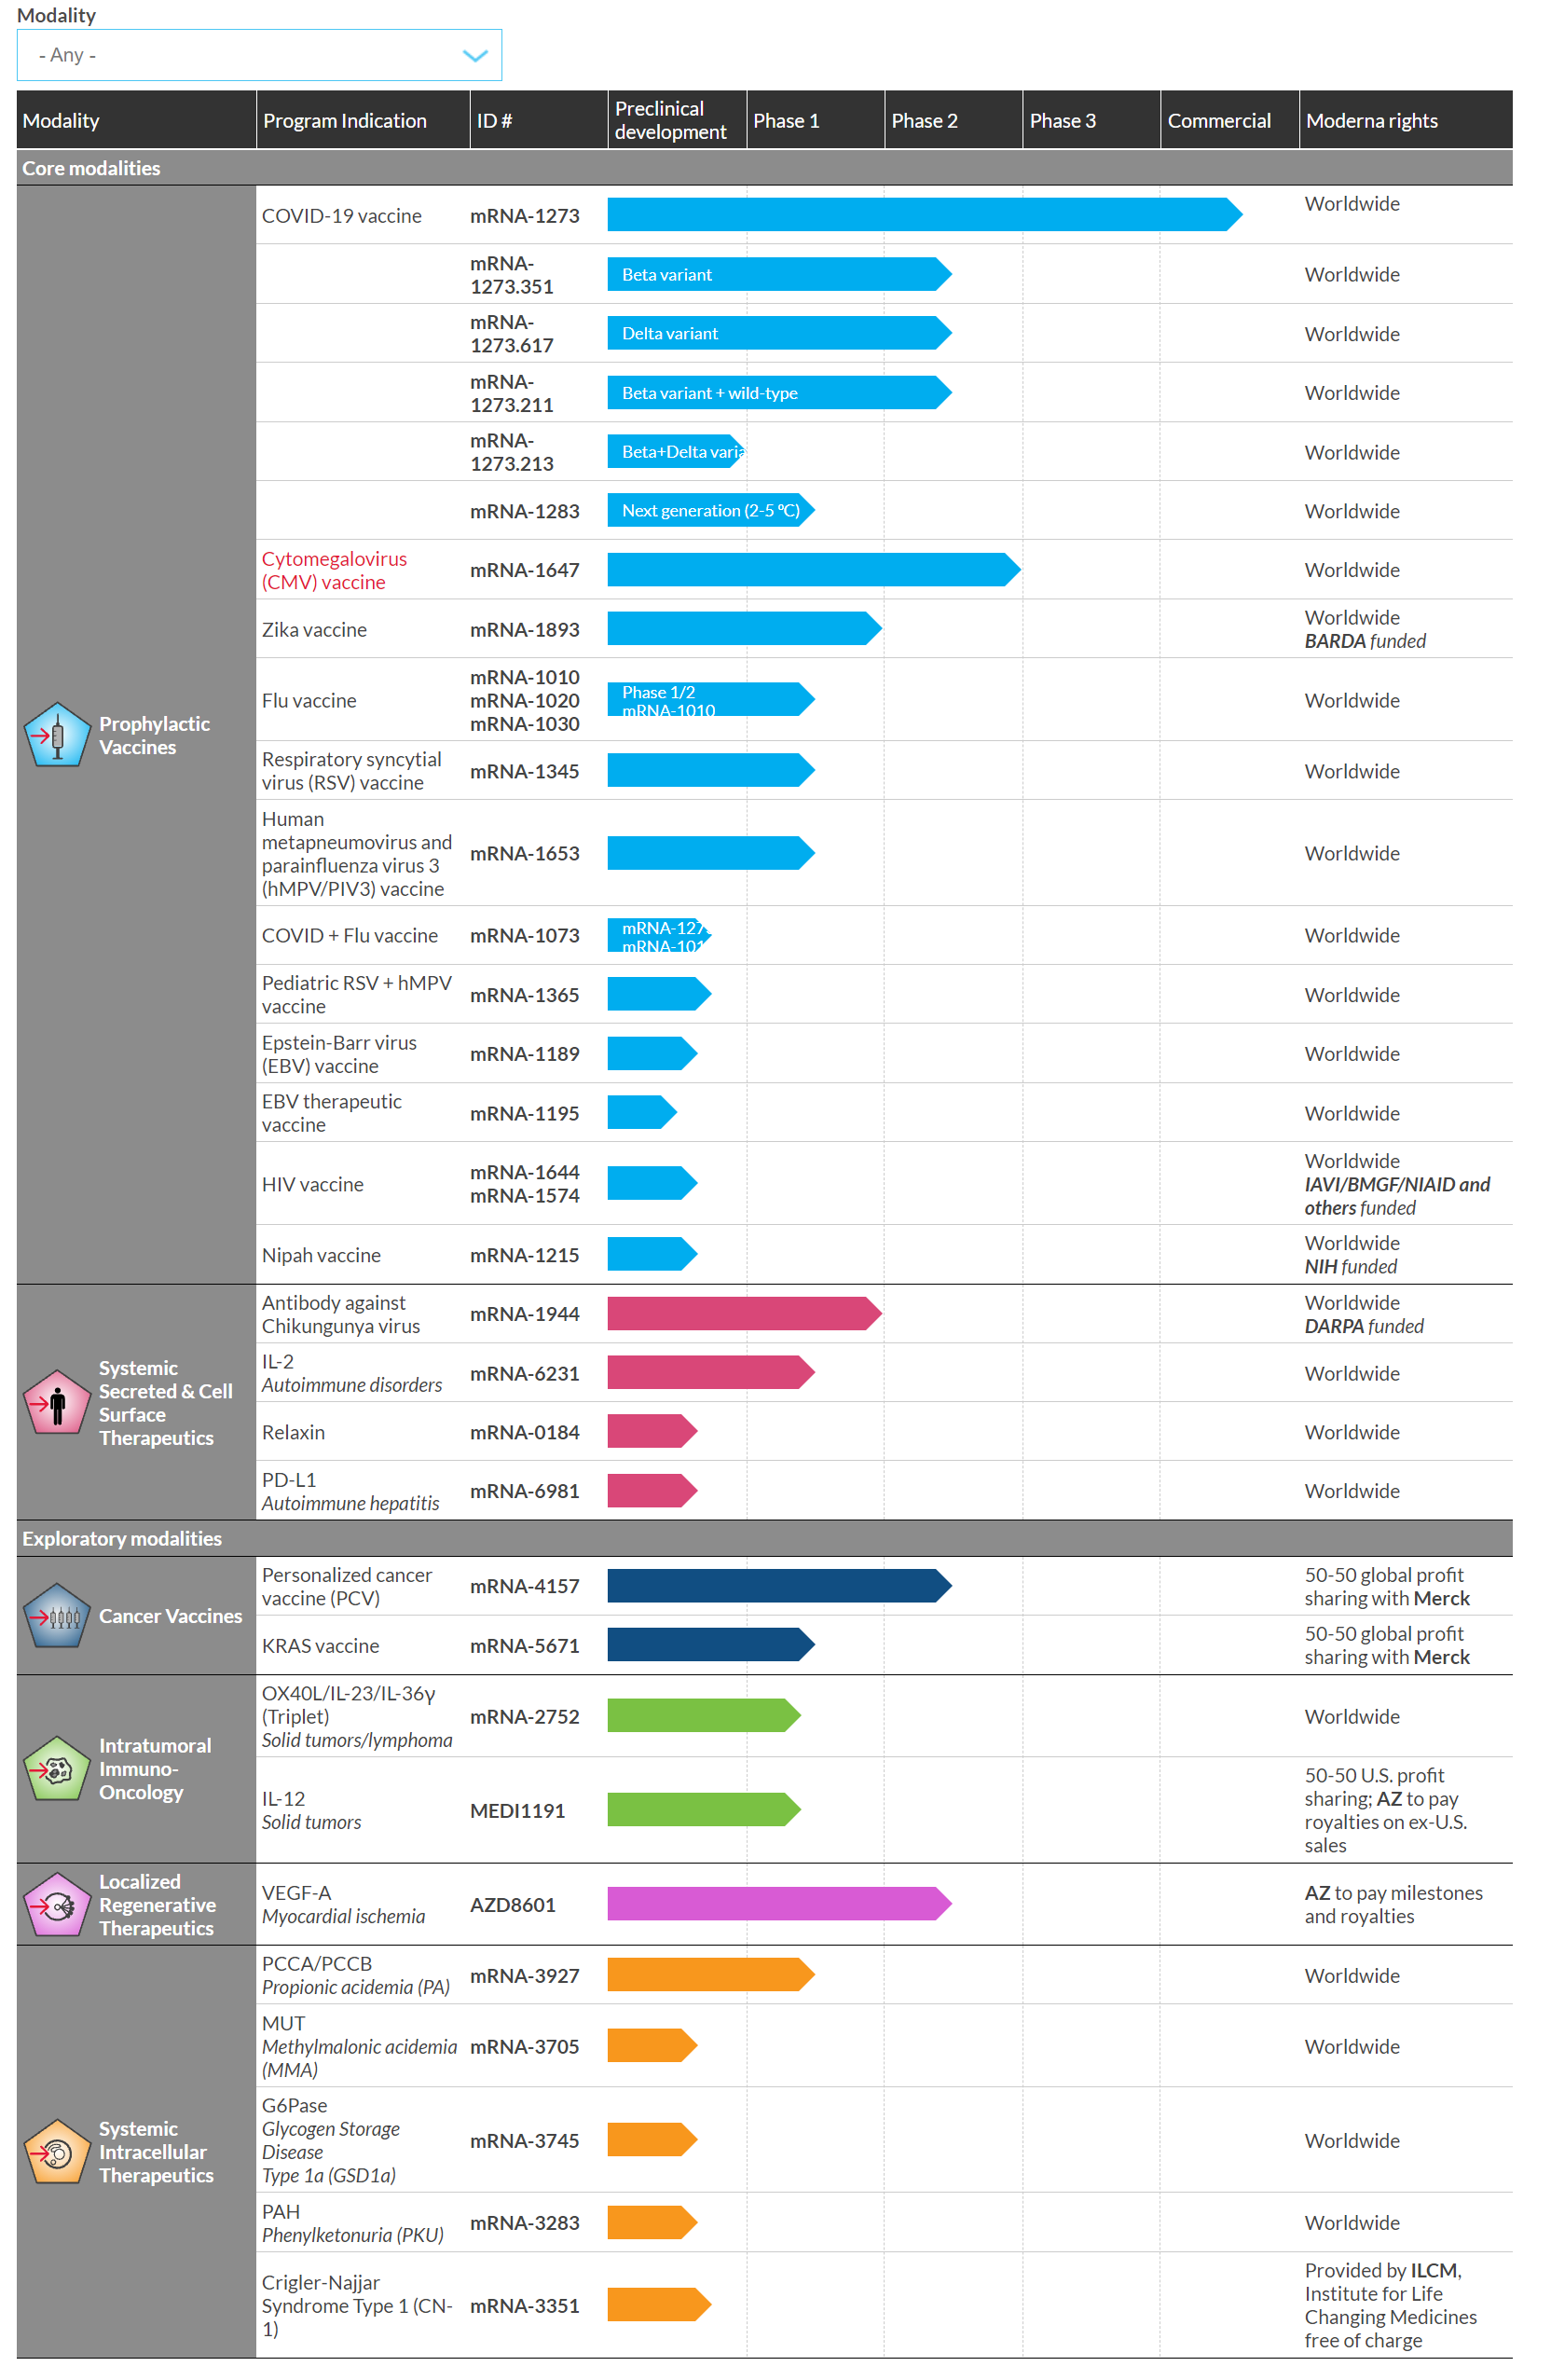 Modality
- Any -
Modality
Program Indication
ID #
Preclinical
development
Phase 1
Phase 2
Phase 3
Commercial
Moderna rights
Core modalities
Prophylactic
Vaccines
COVID-19 vaccine
mRNA-1273
Worldwide
mRNA-
1273.351
Beta variant
Worldwide
mRNA-
1273.617
Delta variant
Worldwide
mRNA-
1273.211
Beta variant + wild-type
Worldwide
mRNA-
1273.213
Beta+Delta varia
Worldwide
mRNA-1283
Next generation (2-5 ºC)
Worldwide
Cytomegalovirus
(CMV) vaccine
mRNA-1647
Worldwide
Zika vaccine
mRNA-1893
Worldwide
BARDA funded
Flu vaccine
mRNA-1010
mRNA-1020
mRNA-1030
Phase 1/2
mRNA-1010
Worldwide
Respiratory syncytial
virus (RSV) vaccine
mRNA-1345
Worldwide
Human
metapneumovirus and
parainfluenza virus 3
(hMPV/PIV3) vaccine
mRNA-1653
Worldwide
COVID + Flu vaccine
mRNA-1073
mRNA-127
mRNA-101
Worldwide
Pediatric RSV + hMPV
vaccine
mRNA-1365
Worldwide
Epstein-Barr virus
(EBV) vaccine
mRNA-1189
Worldwide
EBV therapeutic
vaccine
mRNA-1195
Worldwide
HIV vaccine
mRNA-1644
mRNA-1574
Worldwide
IAVI/BMGF/NIAID and
others funded
Nipah vaccine
mRNA-1215
Worldwide
NIH funded
Systemic
Secreted & Cell
Surface
Therapeutics
Antibody against
Chikungunya virus
mRNA-1944
Worldwide
DARPA funded
IL-2
Autoimmune disorders
mRNA-6231
Worldwide
Relaxin
mRNA-0184
Worldwide
PD-L1
Autoimmune hepatitis
mRNA-6981
Worldwide
Exploratory modalities
Cancer Vaccines
Personalized cancer
vaccine (PCV)
mRNA-4157
50-50 global profit
sharing with Merck
KRAS vaccine
mRNA-5671
50-50 global profit
sharing with Merck
Intratumoral
Immuno-
Oncology
OX40L/IL-23/IL-36γ
(Triplet)
Solid tumors/lymphoma
mRNA-2752
Worldwide
IL-12
Solid tumors
MEDI1191
50-50 U.S. profit
sharing; AZ to pay
royalties on ex-U.S.
sales
Localized
Regenerative
Therapeutics
VEGF-A
Myocardial ischemia
AZD8601
AZ to pay milestones
and royalties
Systemic
Intracellular
Therapeutics
PCCA/PCCB
Propionic acidemia (PA)
mRNA-3927
Worldwide
MUT
Methylmalonic acidemia
(MMA)
mRNA-3705
Worldwide
G6Pase
Glycogen Storage
Disease
Type 1a (GSD1a)
mRNA-3745
Worldwide
PAH
Phenylketonuria (PKU)
mRNA-3283
Worldwide
Crigler-Najjar
Syndrome Type 1 (CN-
1)
mRNA-3351
Provided by ILCM,
Institute for Life
Changing Medicines
free of charge